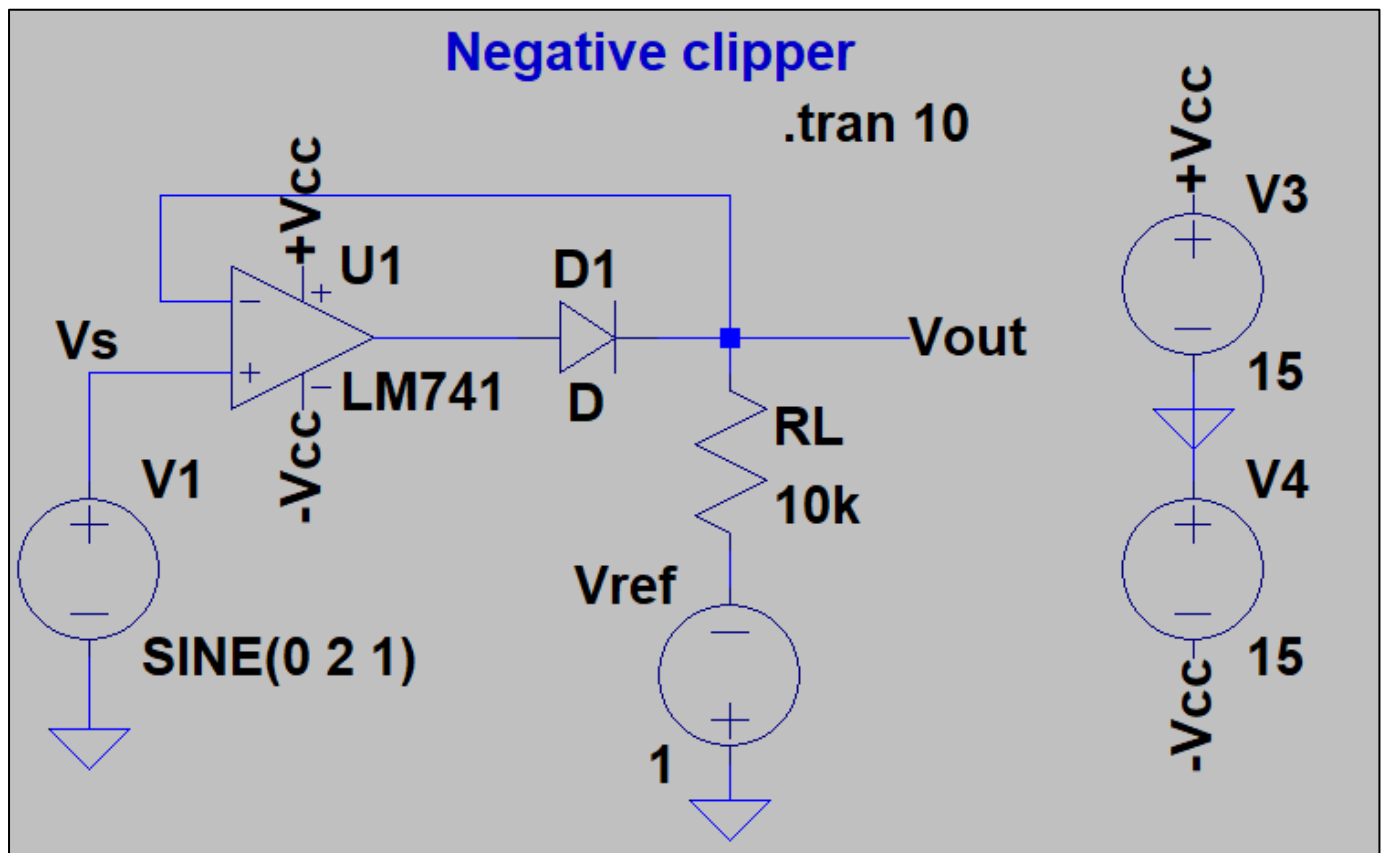 Negative clipper
.tran 10
+Vcc
U1
Vs
LM741
-Vcc
D1
D
Vout
RL
10k
V1
SINE(0 2 1)
Vref
1
+Vcc
V3
15
V4
15
-Vcc